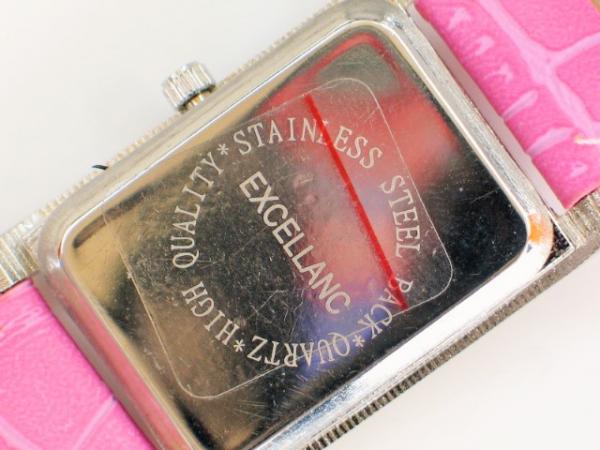 STAINLESS STEEL BACK*QUARTZ*HIGH QUALITY*
EXCELLANC